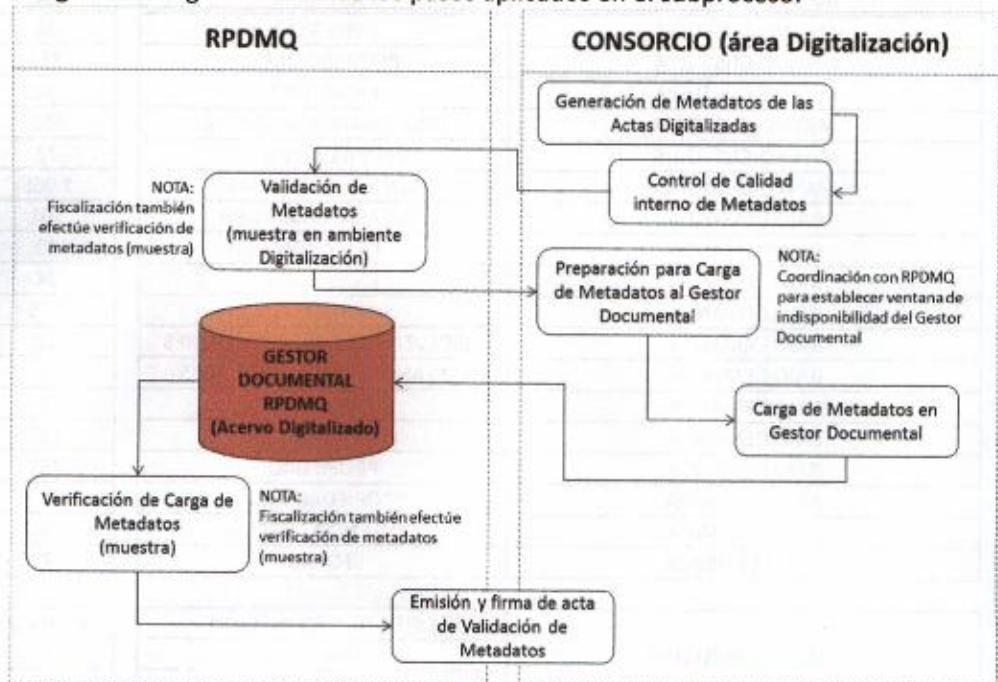 RPDMQ
CONSORCIO (área Digitalización)
Generación de Metadatos de las
Actas Digitalizadas
Control de Calidad
interno de Metadatos
NOTA:
Fiscalización también
efectúe verificación de
metadatos (muestra)
Validación de
Metadatos
(muestra en ambiente
Digitalización)
Preparación para Carga
de Metadatos al Gestor
Documental
NOTA:
Coordinación con RPDMQ
para establecer ventana de
indisponibilidad del Gestor
Documental
GESTOR
DOCUMENTAL
RPDMQ
(Acervo Digitalizado)
Carga de Metadatos en
Gestor Documental
Verificación de Carga de
Metadatos
(muestra)
NOTA:
Fiscalización también efectúe
verificación de metadatos
(muestra)
Emisión y firma de acta
de Validación de
Metadatos